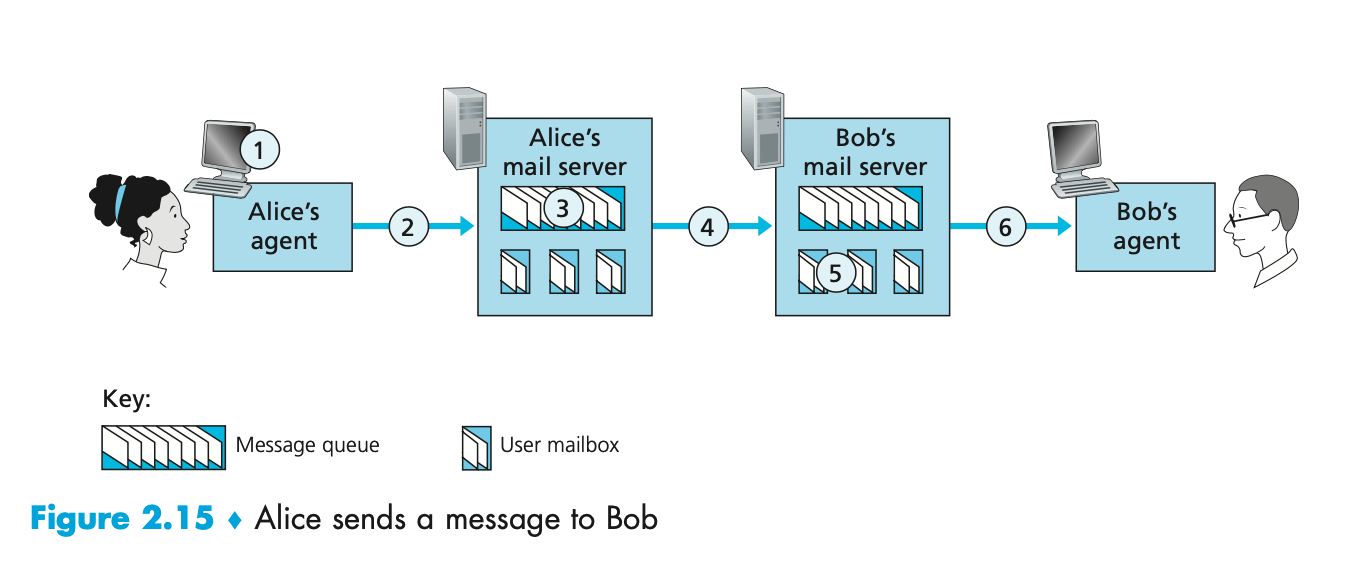 1
Alice's
agent
2
Alice's
mail server
3
4
Bob's
mail server
5
6
Bob's
agent
Key:
Message queue
User mailbox
Figure 2.15 ♦ Alice sends a message to Bob